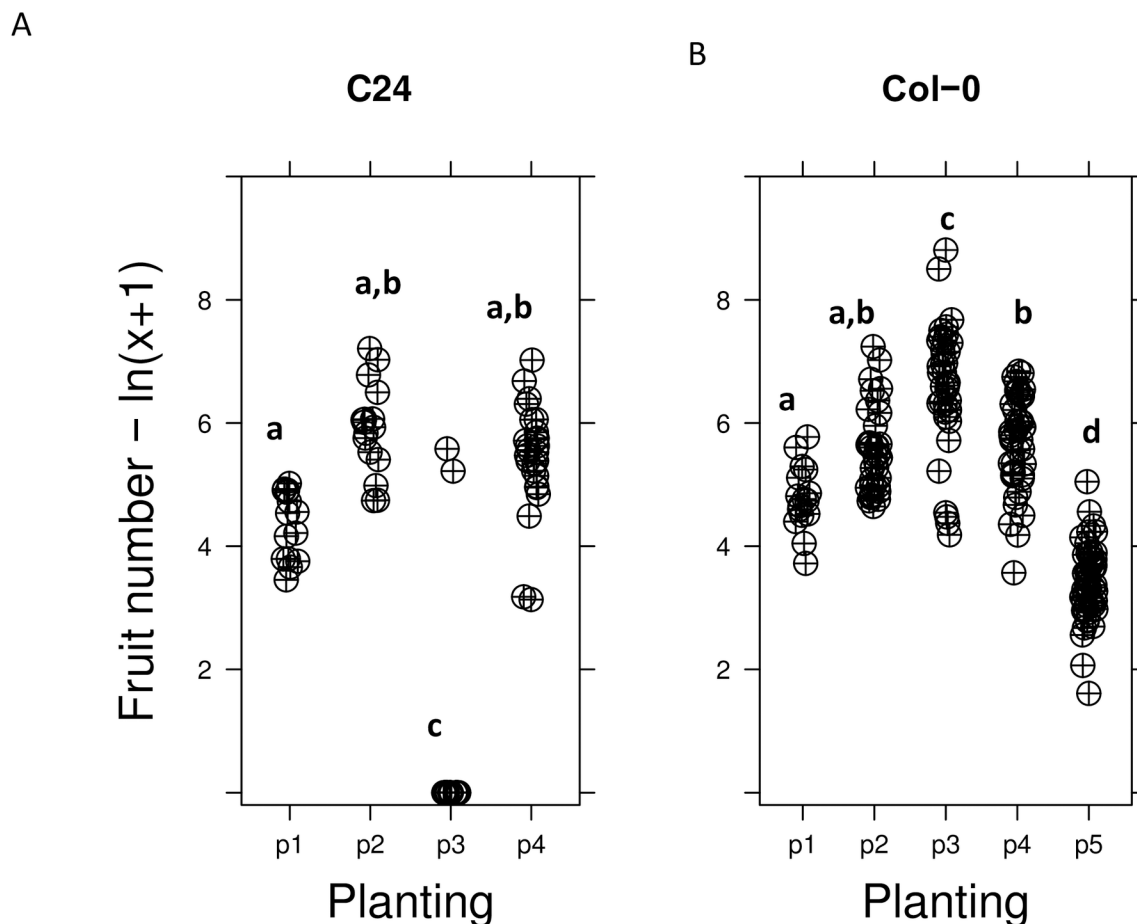 A
C24
Fruit number − ln(x+1)
8
6
4
2
a
a,b
c
a,b
p1
p2
p3
p4
Planting
B
Col−0
8
6
4
2
a
a,b
c
b
d
p1
p2
p3
p4
p5
Planting